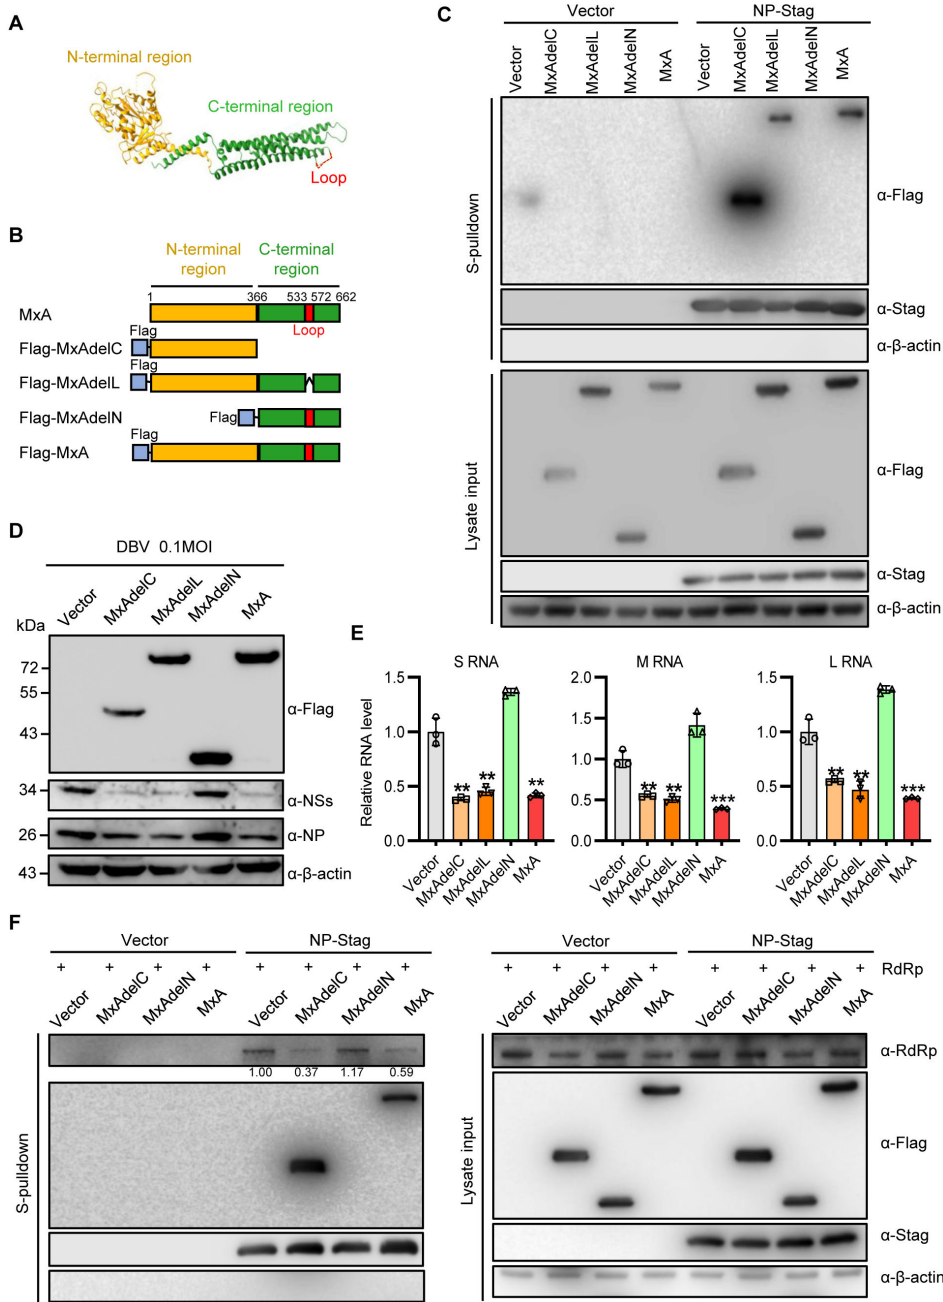 A
N-terminal region
C-terminal region
Loop
B
N-terminal region
C-terminal region
1 366 533 572 662
MxA
Loop
Flag
Flag-MxAdelC
Flag
Flag-MxAdelL
Flag-MxAdelN
Flag
Flag
Flag-MxA
C
Vector NP-Stag
Vector MxAdelC MxAdelL MxAdelN MxA Vector MxAdelC MxAdelL MxAdelN MxA
S-pulldown
α-Flag
α-Stag
α-β-actin
Lysate input
α-Flag
α-Stag
α-β-actin
D
DBV 0.1MOI
Vector MxAdelC MxAdelL MxAdelN MxA
kDa
72
55
43
α-Flag
34
α-NSs
26
α-NP
43
α-β-actin
E
Relative RNA level
S RNA
1.5
1.0
0.5
0.0
** ** **
Vector MxAdelC MxAdelL MxAdelN MxA
M RNA
2.0
1.5
1.0
0.5
0.0
** ** ***
Vector MxAdelC MxAdelL MxAdelN MxA
L RNA
1.5
1.0
0.5
0.0
** ** ***
Vector MxAdelC MxAdelL MxAdelN MxA
F
Vector NP-Stag
+ + + + + + + +
Vector MxAdelC MxAdelN MxA Vector MxAdelC MxAdelN MxA
1.00 0.37 1.17 0.59
S-pulldown
Vector NP-Stag
+ + + + + + + + RdRp
Vector MxAdelC MxAdelN MxA Vector MxAdelC MxAdelN MxA
α-RdRp
Lysate input
α-Flag
α-Stag
α-β-actin